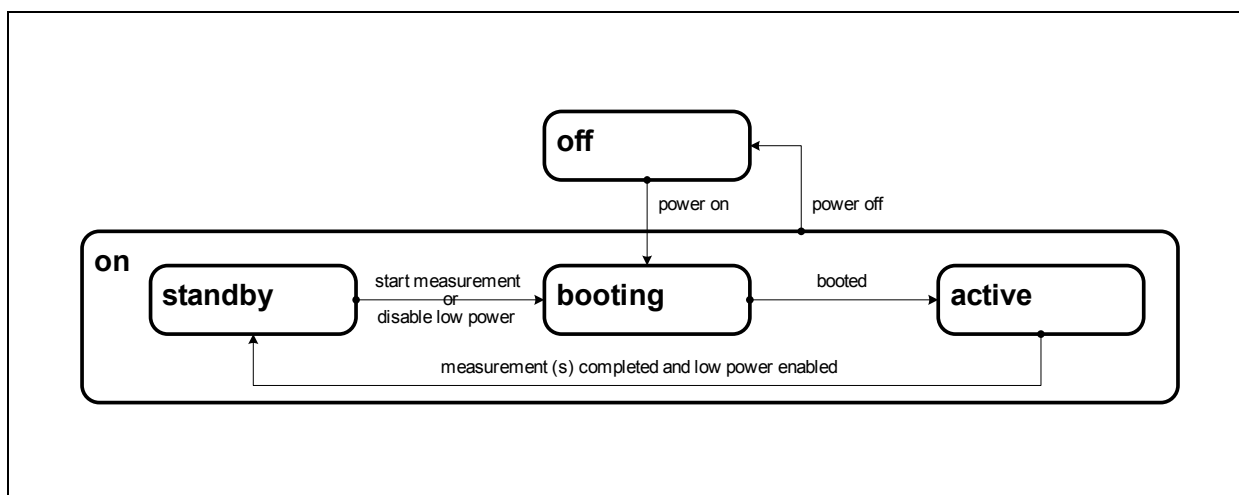 off
power on
power off
on
standby
start measurement
or
disable low power
booting
booted
active
measurement (s) completed and low power enabled